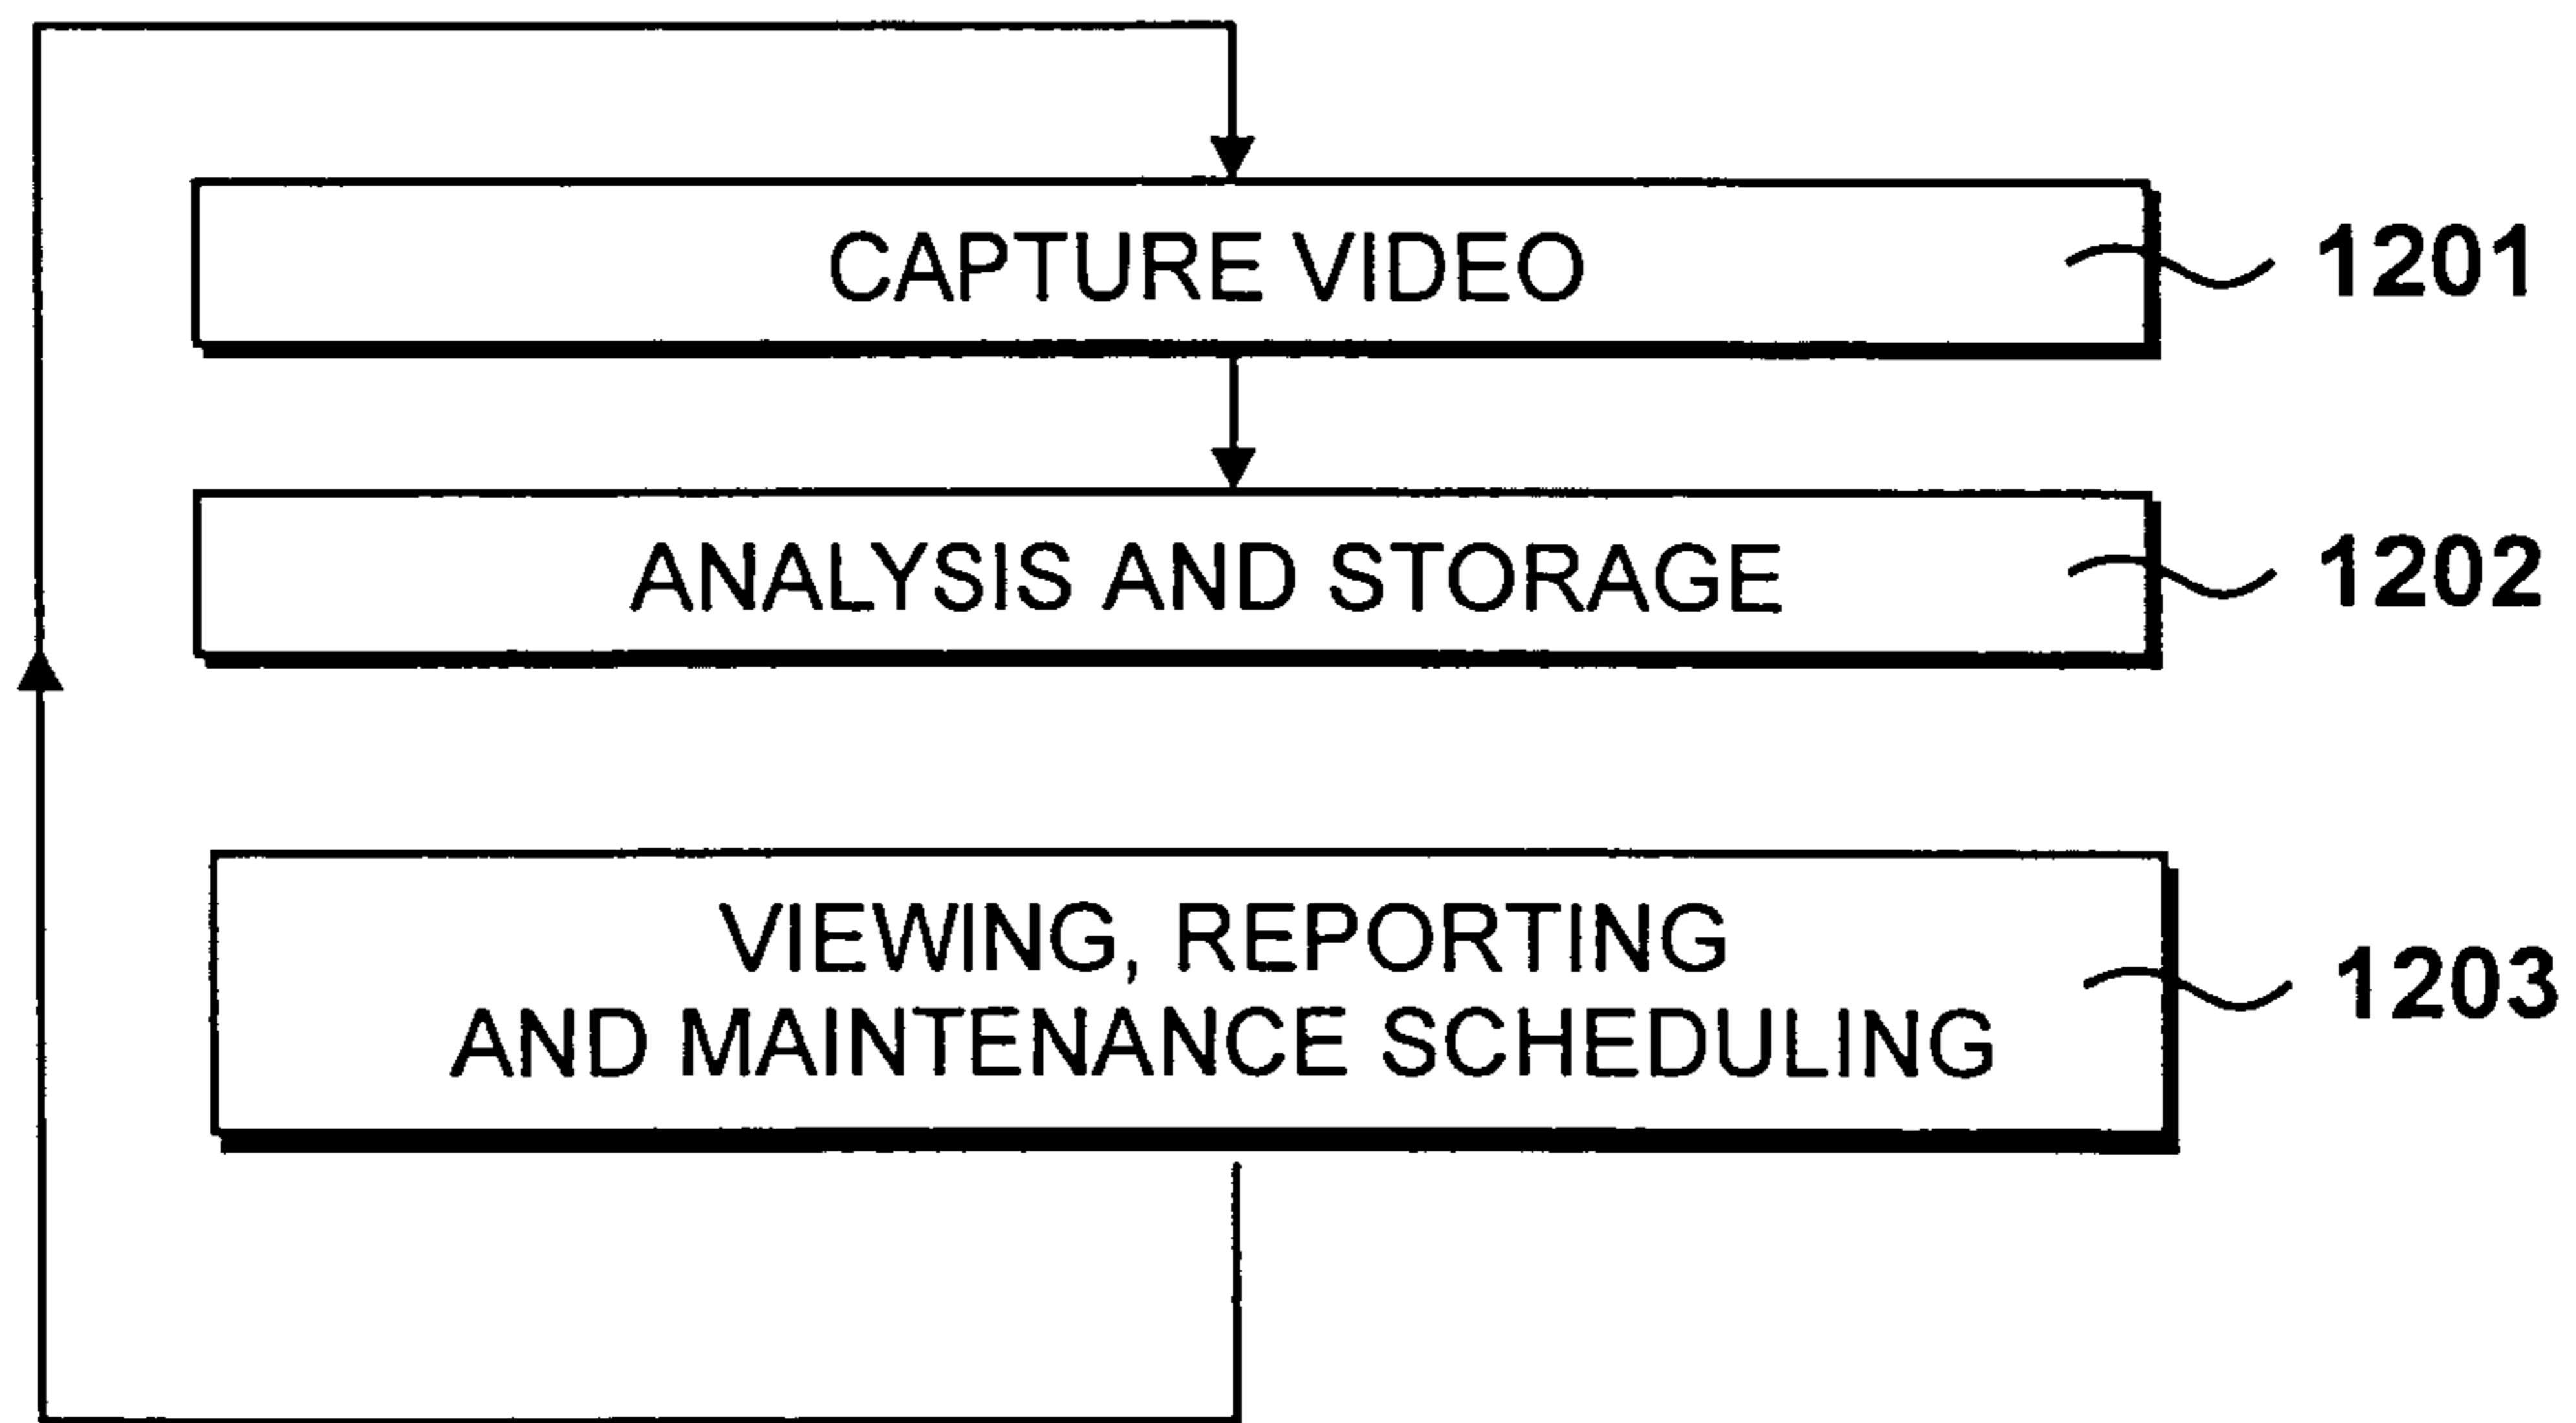 CAPTURE VIDEO
1201
ANALYSIS AND STORAGE
1202
VIEWING, REPORTING
AND MAINTENANCE SCHEDULING
1203